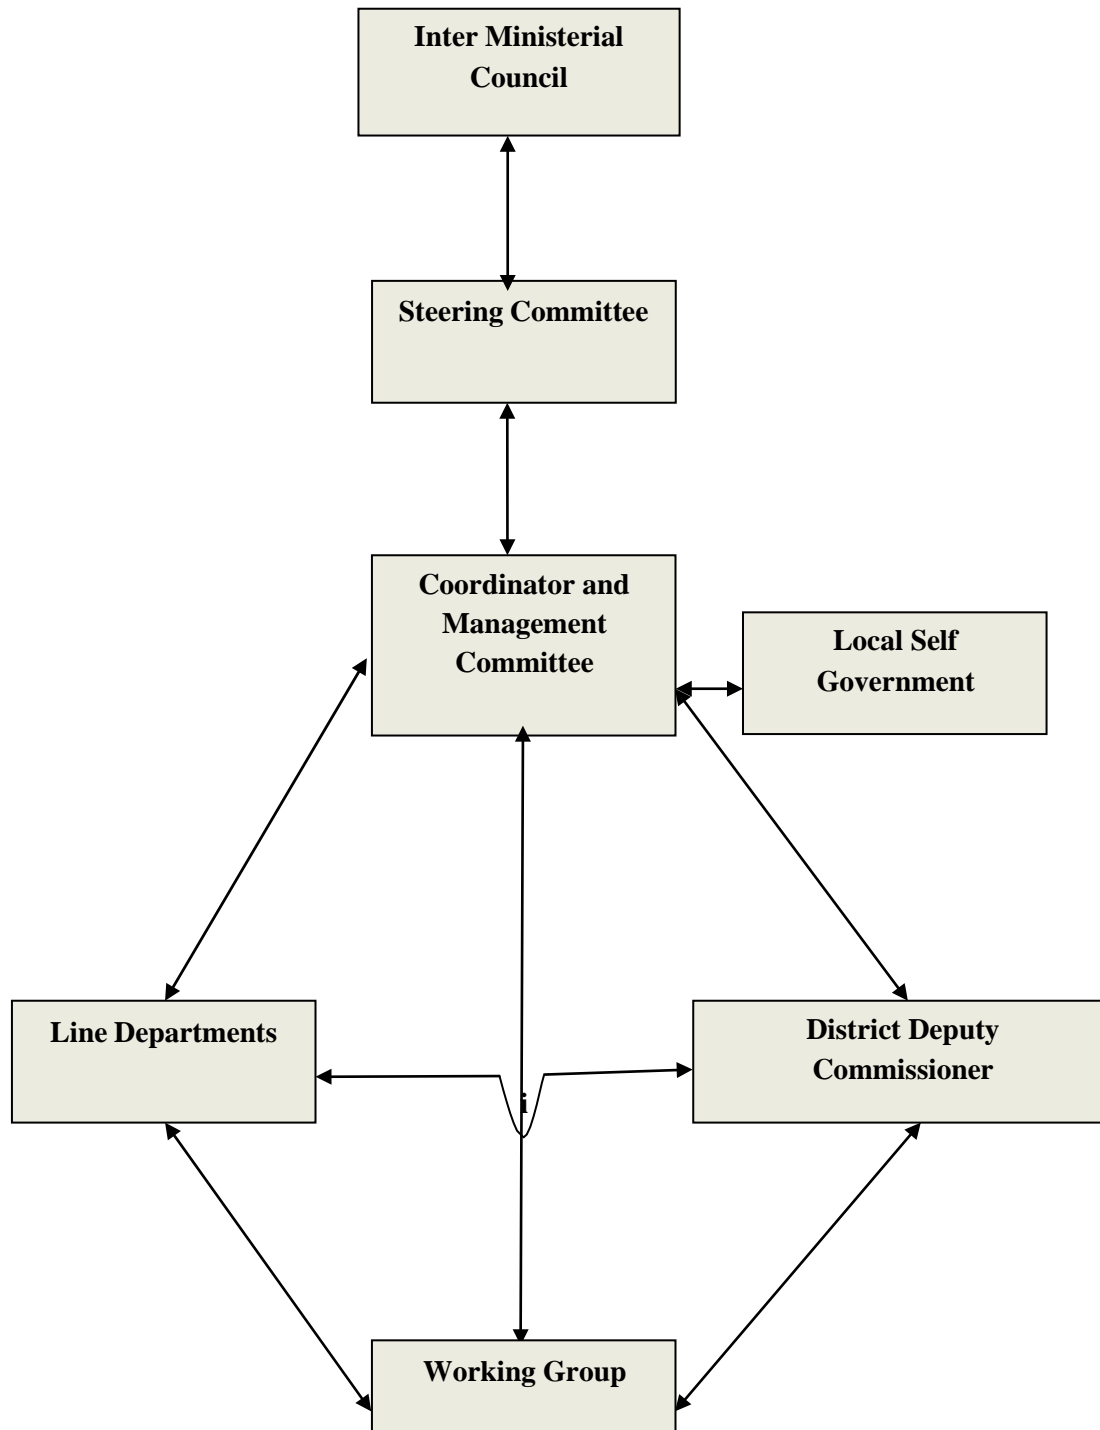 Inter Ministerial
Council
Steering Committee
Coordinator and
Management
Committee
Local Self
Government
Line Departments
District Deputy
Commissioner
i
Working Group